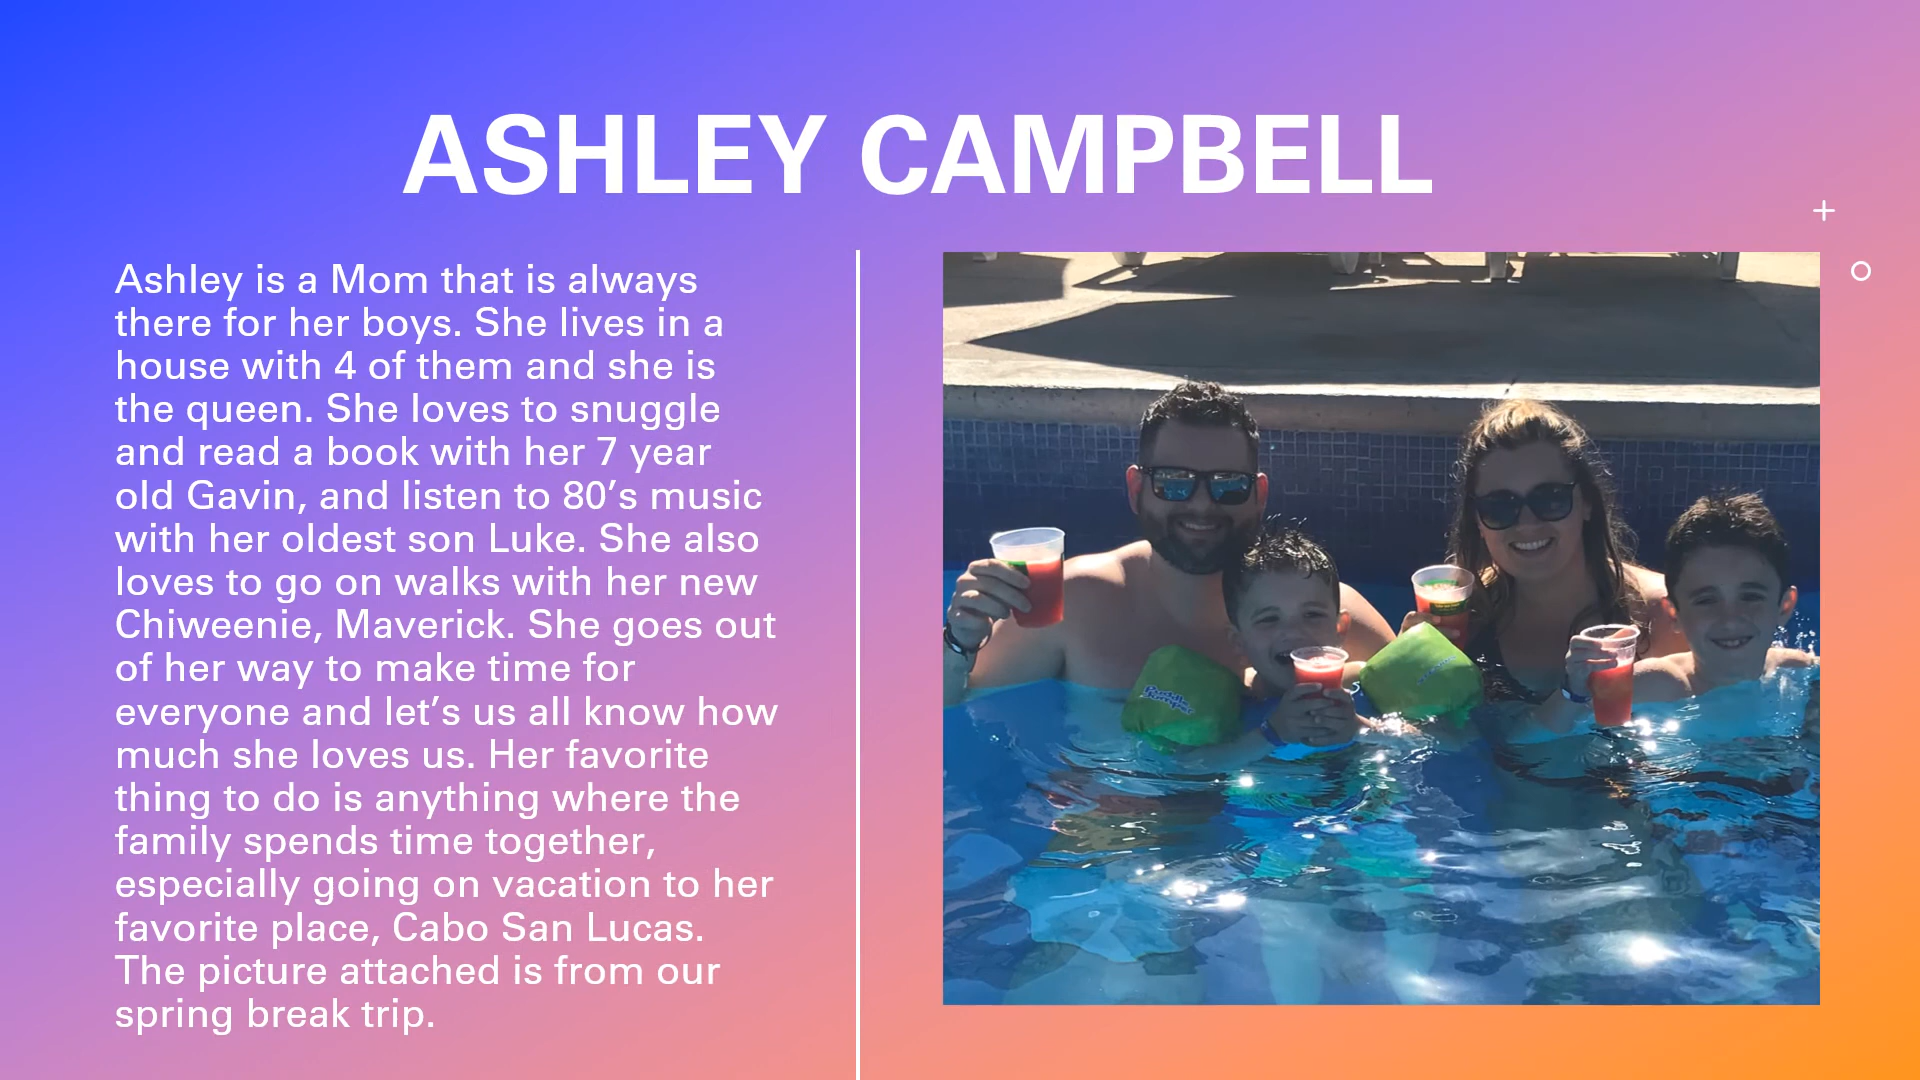 ASHLEY CAMPBELL
Ashley is a Mom that is always
there for her boys. She lives in a
house with 4 of them and she is
the queen. She loves to snuggle
and read a book with her 7 year
old Gavin, and listen to 80’s music
with her oldest son Luke. She also
loves to go on walks with her new
Chiweenie, Maverick. She goes out
of her way to make time for
everyone and let’s us all know how
much she loves us. Her favorite
thing to do is anything where the
family spends time together,
especially going on vacation to her
favorite place, Cabo San Lucas.
The picture attached is from our
spring break trip.
Puddle
Jumper